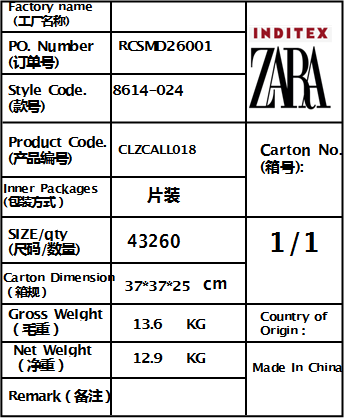 Factory name
(工厂名称)
PO. Number
(订单号)
RCSMD26001
INDITEX
ZARA
Style Code.
(款号)
8614-024
Product Code.
(产品编号)
CLZCALL018
Carton No.
(箱号):
Inner Packages
(包装方式)
片装
SIZE/qty
(尺码/数量)
43260
1/1
Carton Dimension
(箱规)
37*37*25 cm
Gross Weight
(毛重)
13.6 KG
Country of
Origin:
Net Weight
(净重)
12.9 KG
Made In China
Remark(备注)